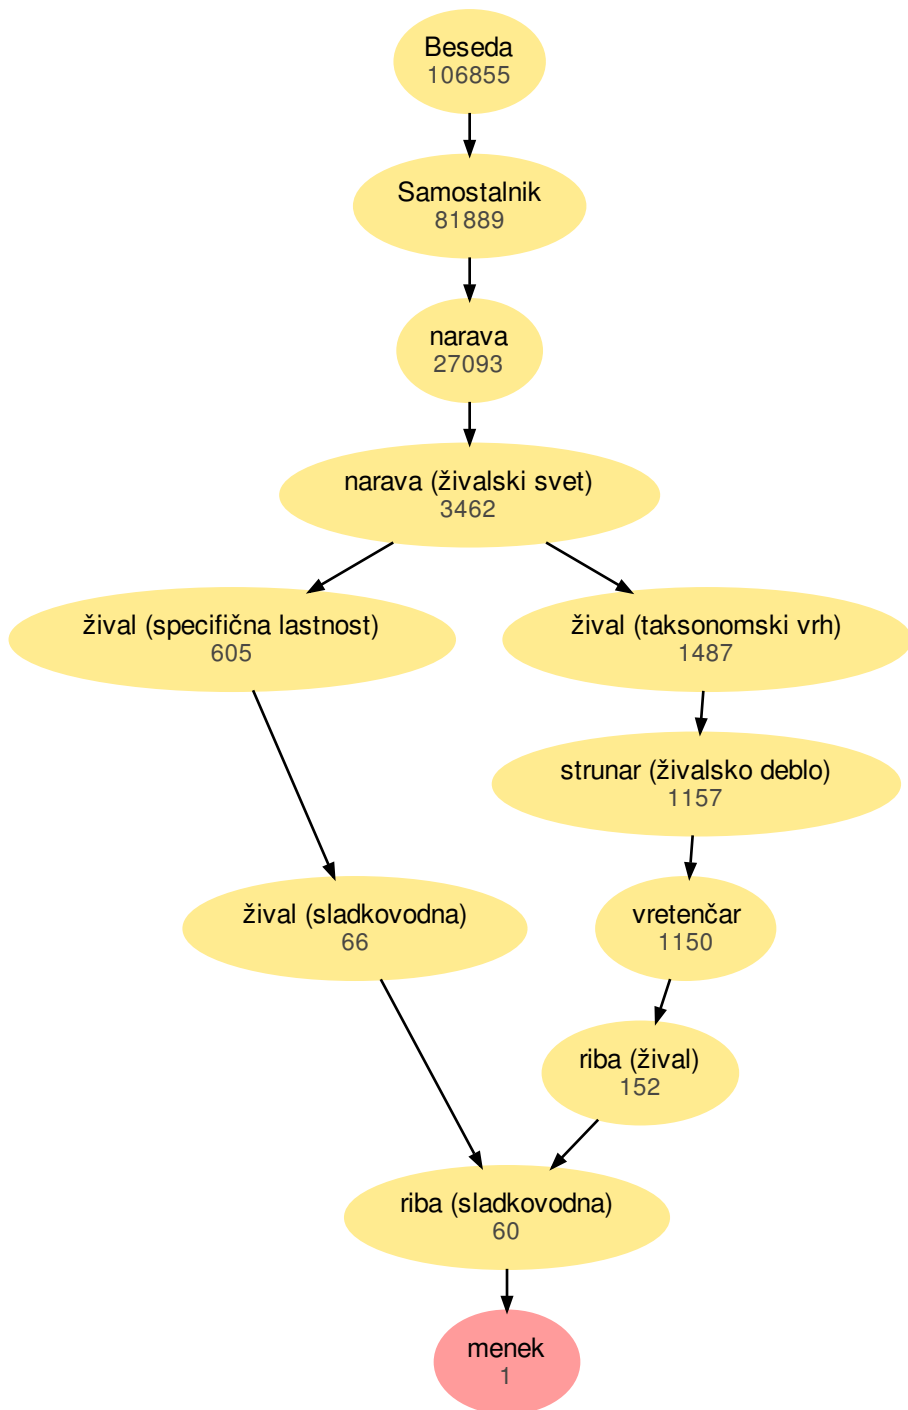 Beseda
106855
Samostalnik
81889
narava
27093
narava (živalski svet)
3462
žival (specifična lastnost)
605
žival (taksonomski vrh)
1487
strunar (živalsko deblo)
1157
žival (sladkovodna)
66
vretenčar
1150
riba (žival)
152
riba (sladkovodna)
60
menek
1